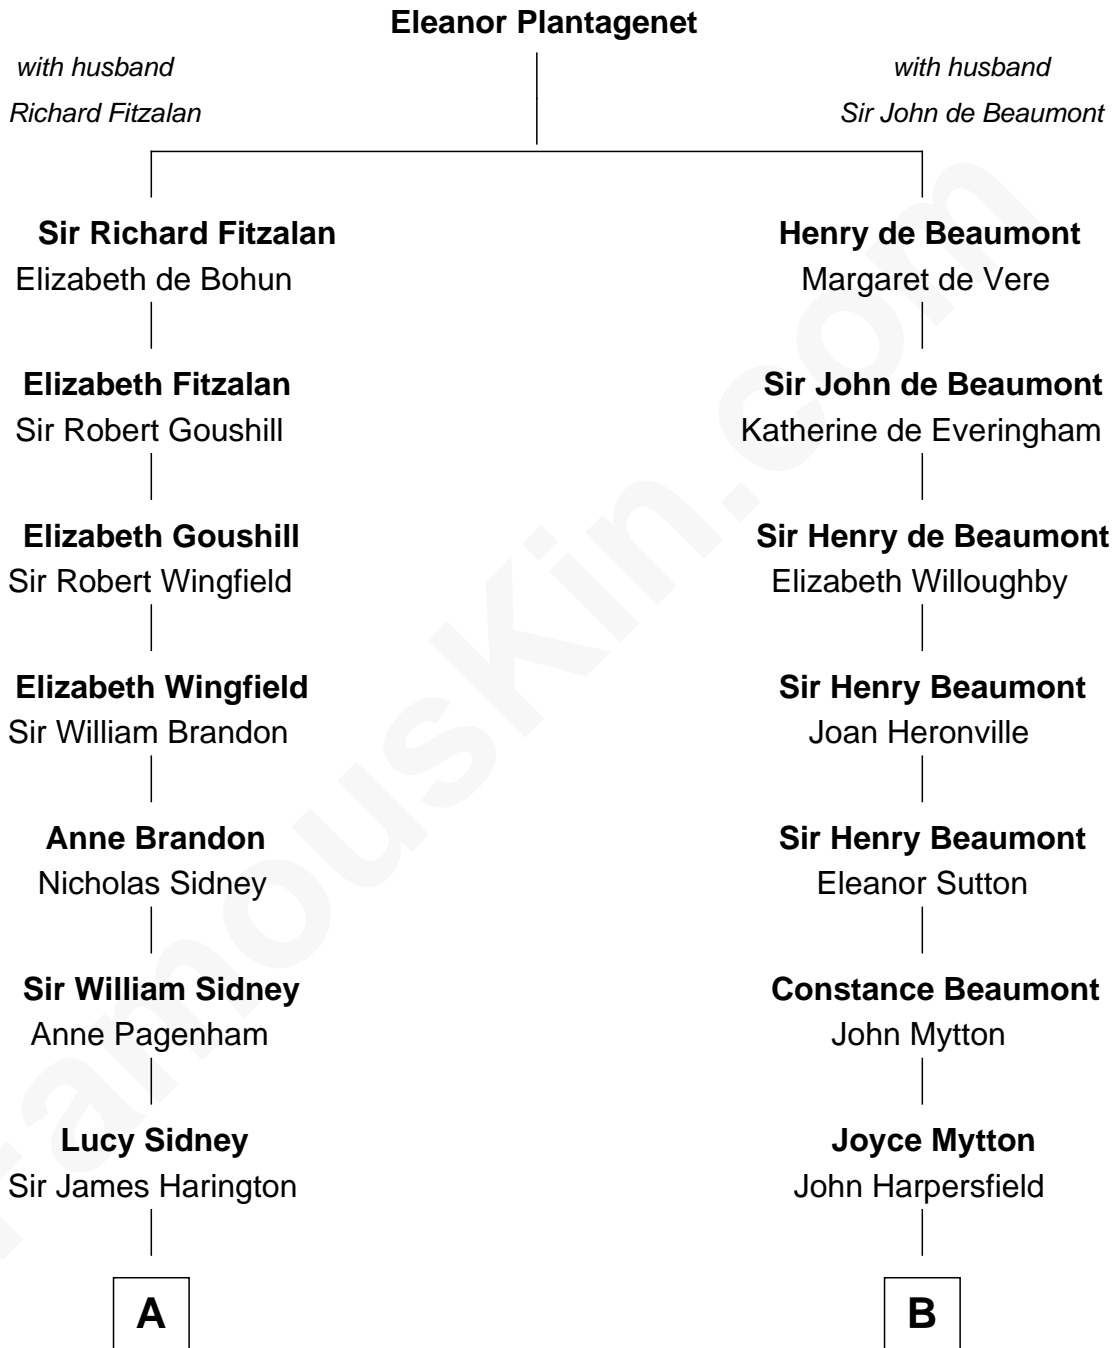 Eleanor Plantagenet
with husband
Richard Fitzalan
with husband
Sir John de Beaumont
Sir Richard Fitzalan
Elizabeth de Bohun
Henry de Beaumont
Margaret de Vere
Elizabeth Fitzalan
Sir Robert Goushill
Sir John de Beaumont
Katherine de Everingham
Elizabeth Goushill
Sir Robert Wingfield
Sir Henry de Beaumont
Elizabeth Willoughby
Elizabeth Wingfield
Sir William Brandon
Sir Henry Beaumont
Joan Heronville
Anne Brandon
Nicholas Sidney
Sir Henry Beaumont
Eleanor Sutton
Sir William Sidney
Anne Pagenham
Constance Beaumont
John Mytton
Lucy Sidney
Sir James Harington
Joyce Mytton
John Harpersfield
A
B
FamousKin.com